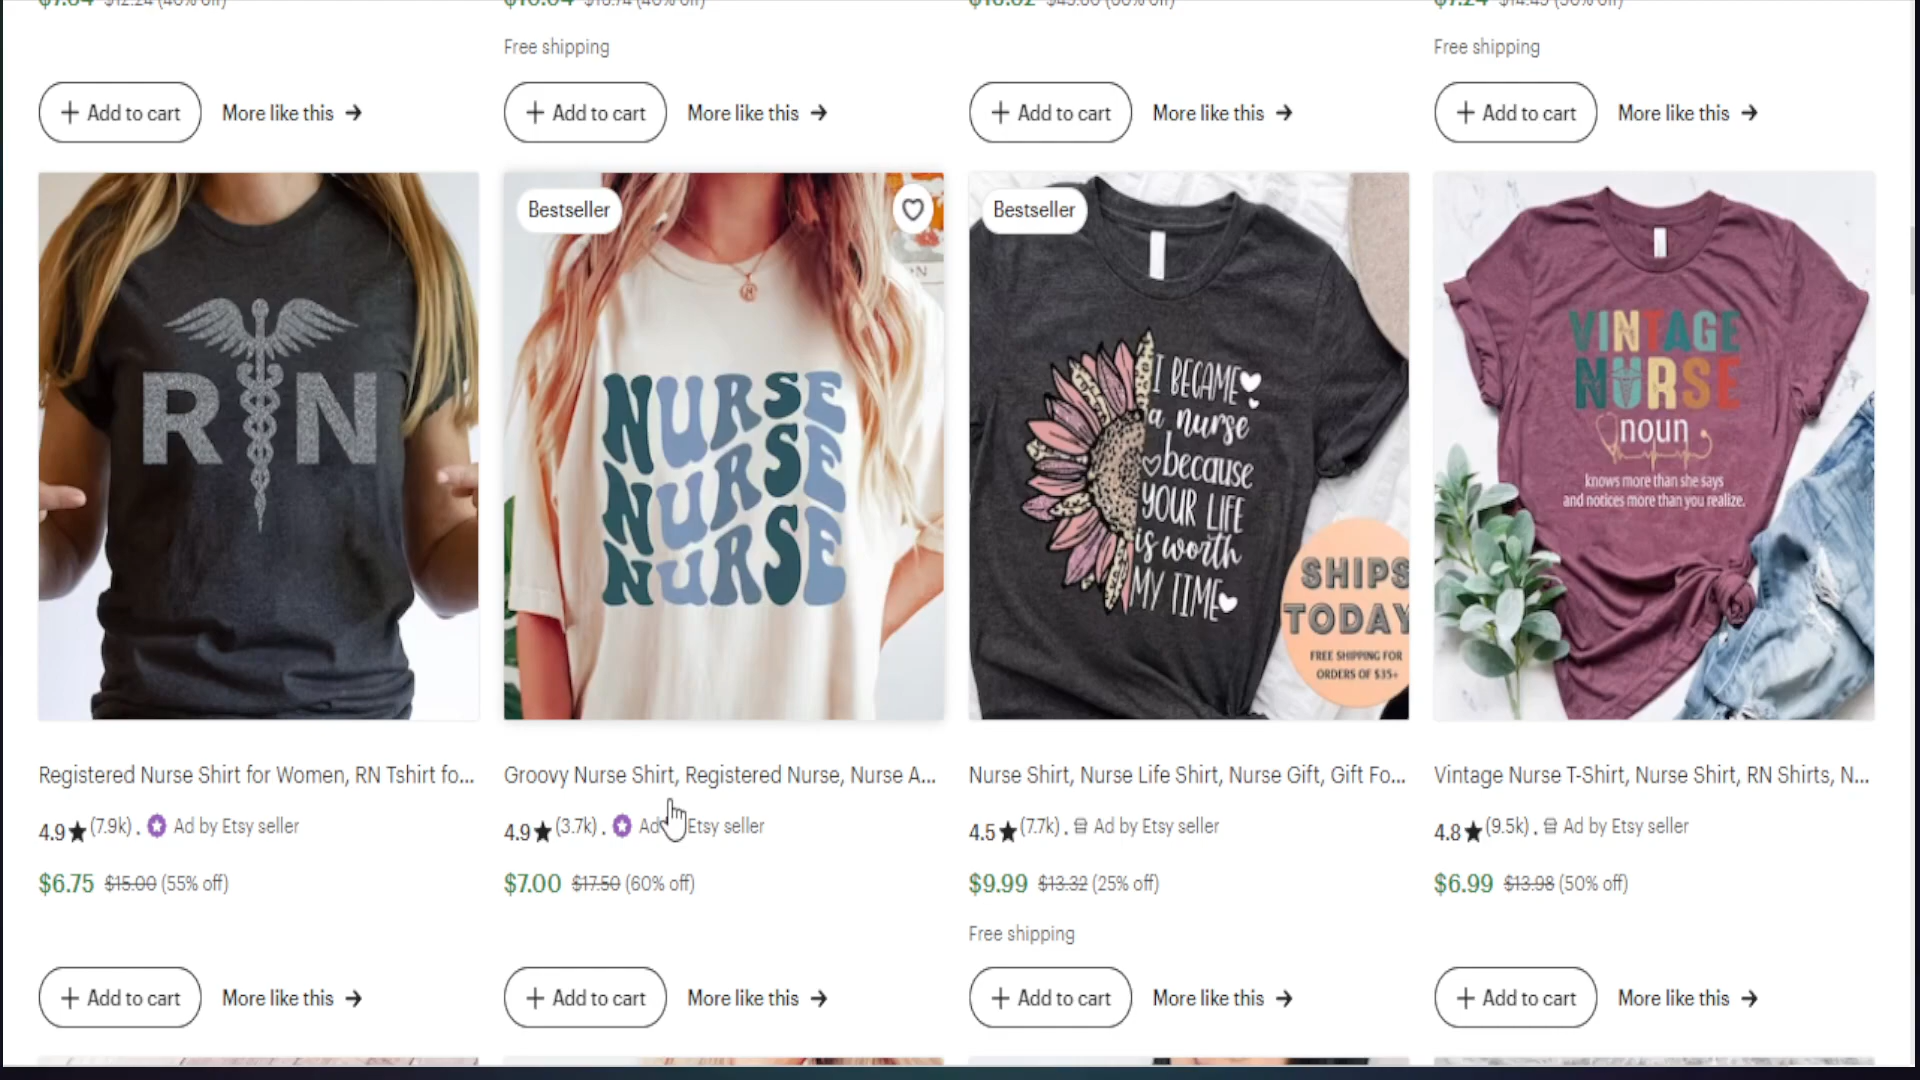 Free shipping
Free shipping
+ Add to cart More like this →
+ Add to cart More like this →
+ Add to cart More like this →
+ Add to cart More like this →
R N
Bestseller
NURSE
NURSE
NURSE
Bestseller
I BECAME
a nurse
because
YOUR LIFE
is worth
MY TIME
SHIPS
TODAY
FREE SHIPPING FOR
ORDERS OF $35+
VINTAGE
NURSE
noun
knows more than she says
and notices more than you realize.
Registered Nurse Shirt for Women, RN Tshirt fo...
4.9★(7.9k) . Ad by Etsy seller
$6.75 $15.00 (55% off)
+ Add to cart More like this →
Groovy Nurse Shirt, Registered Nurse, Nurse A...
4.9★(3.7k) . Ad Etsy seller
$7.00 $17.50 (60% off)
+ Add to cart More like this →
Nurse Shirt, Nurse Life Shirt, Nurse Gift, Gift Fo...
4.5★(7.7k) . Ad by Etsy seller
$9.99 $13.32 (25% off)
Free shipping
+ Add to cart More like this →
Vintage Nurse T-Shirt, Nurse Shirt, RN Shirts, N...
4.8★(9.5k) . Ad by Etsy seller
$6.99 $13.98 (50% off)
+ Add to cart More like this →